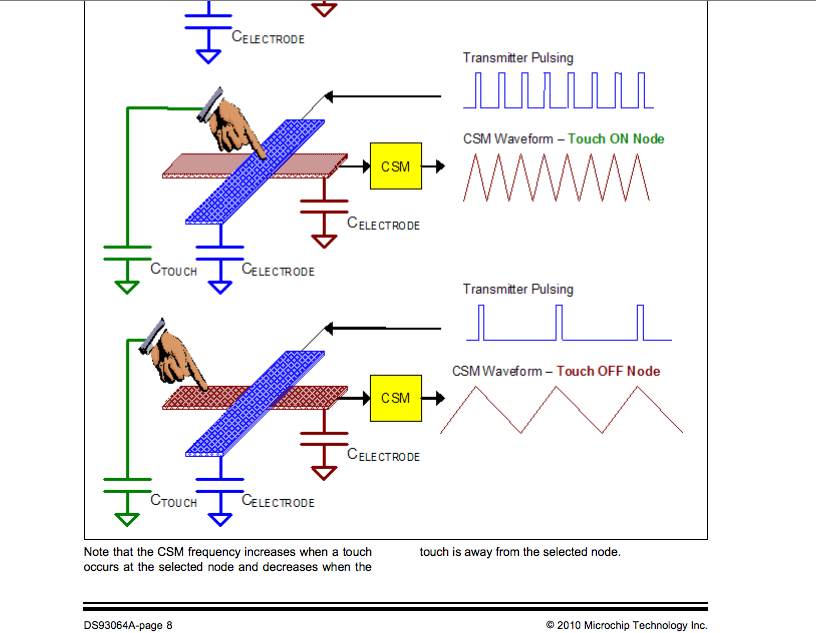 CELECTRODE
Transmitter Pulsing
CSM Waveform – Touch ON Node
CSM
CELECTRODE
CTOUCH
CELECTRODE
Transmitter Pulsing
CSM Waveform – Touch OFF Node
CSM
CELECTRODE
CTOUCH
CELECTRODE
Note that the CSM frequency increases when a touch
occurs at the selected node and decreases when the
touch is away from the selected node.
DS93064A-page 8
© 2010 Microchip Technology Inc.